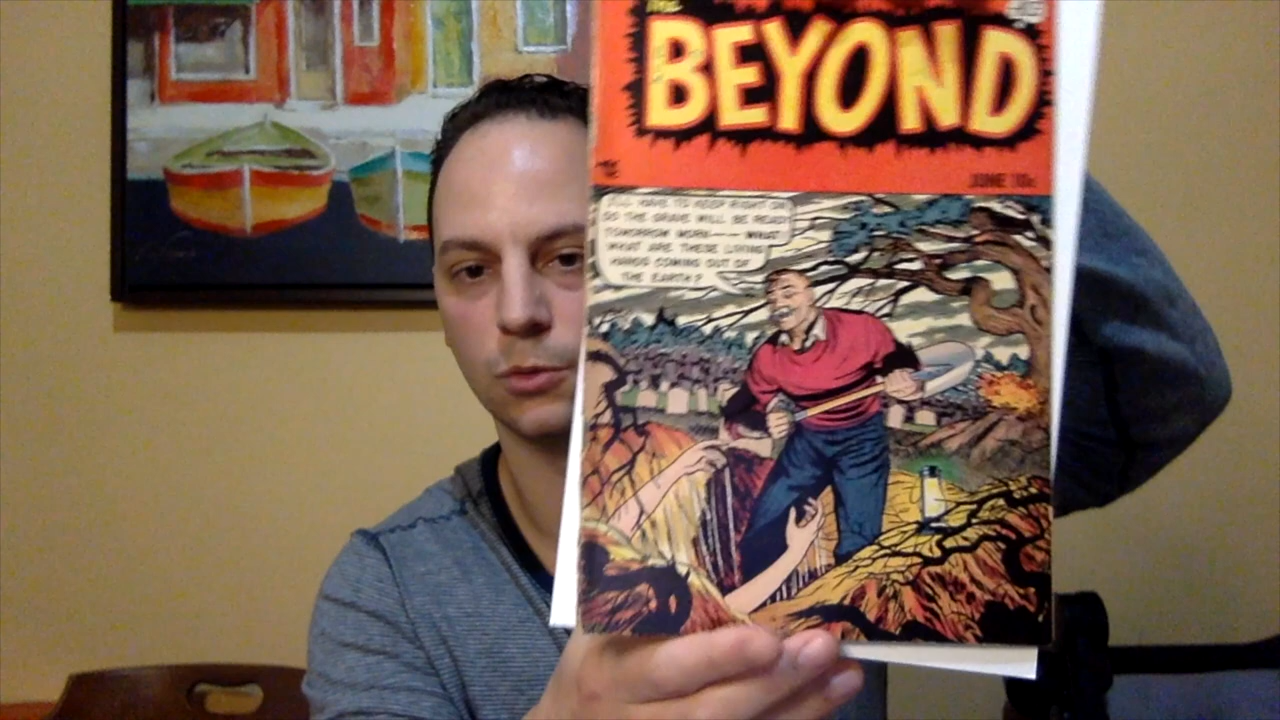 THE
BEYOND
JUNE 10¢
I'LL HAVE TO KEEP RIGHT ON
SO THE GRAVE WILL BE READY
TOMORROW MORN-- WHAT!
WHAT ARE THESE LIVING
HANDS COMING OUT OF
THE EARTH?